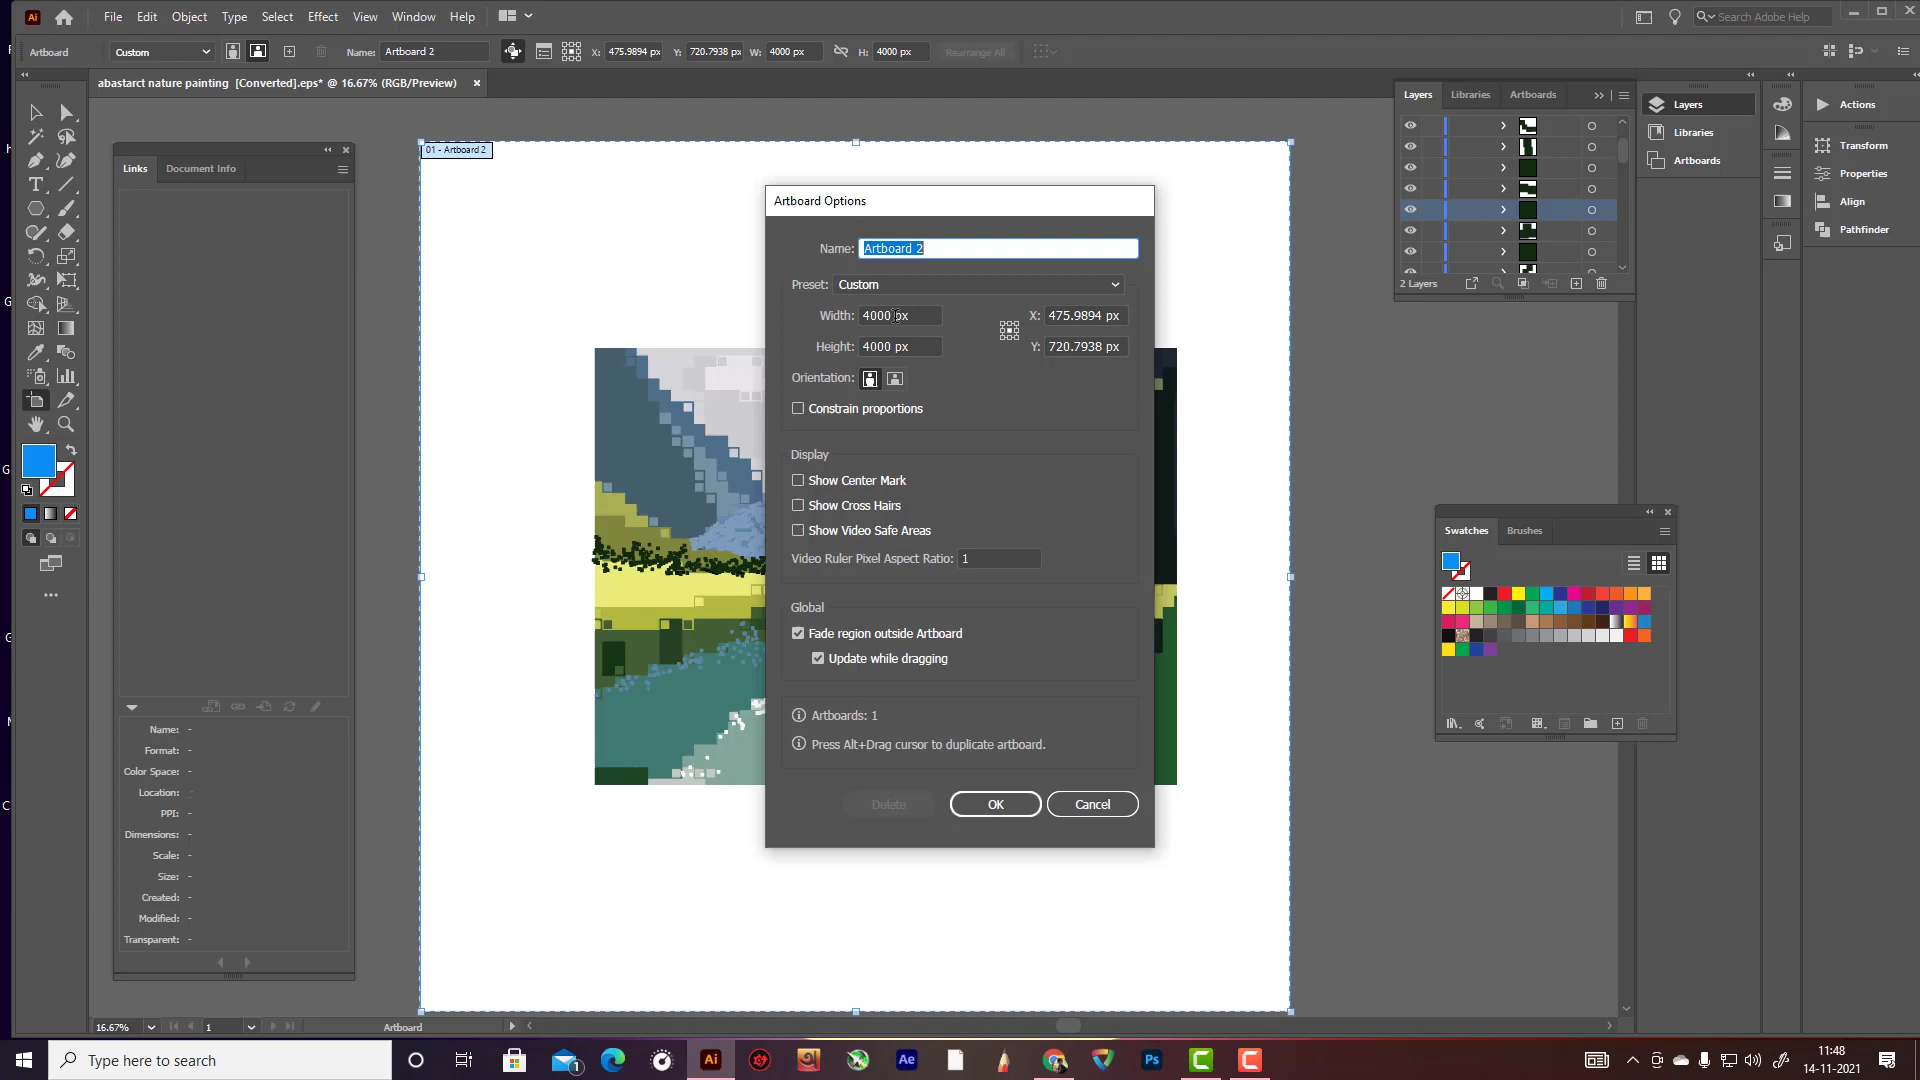 Ai File Edit Object Type Select Effect View Window Help Search Adobe Help
Artboard Custom Name: Artboard 2 X: 475.9894 px Y: 720.7938 px W: 4000 px H: 4000 px Rearrange All
abastarct nature painting [Converted].eps* @ 16.67% (RGB/Preview)
Layers Libraries Artboards
Layers
Libraries
Artboards
Actions
Transform
Properties
Align
Pathfinder
2 Layers
Links Document Info
01 - Artboard 2
Artboard Options
Name: Artboard 2
Preset: Custom
Width: 4000 px X: 475.9894 px
Height: 4000 px Y: 720.7938 px
Orientation:
Constrain proportions
Display
Show Center Mark
Show Cross Hairs
Show Video Safe Areas
Video Ruler Pixel Aspect Ratio: 1
Global
Fade region outside Artboard
Update while dragging
Artboards: 1
Press Alt+Drag cursor to duplicate artboard.
Delete OK Cancel
Swatches Brushes
Name: -
Format: -
Color Space: -
Location: -
PPI: -
Dimensions: -
Scale: -
Size: -
Created: -
Modified: -
Transparent: -
16.67% 1 Artboard
Type here to search
1
Ai Ae Ps
11:48
14-11-2021